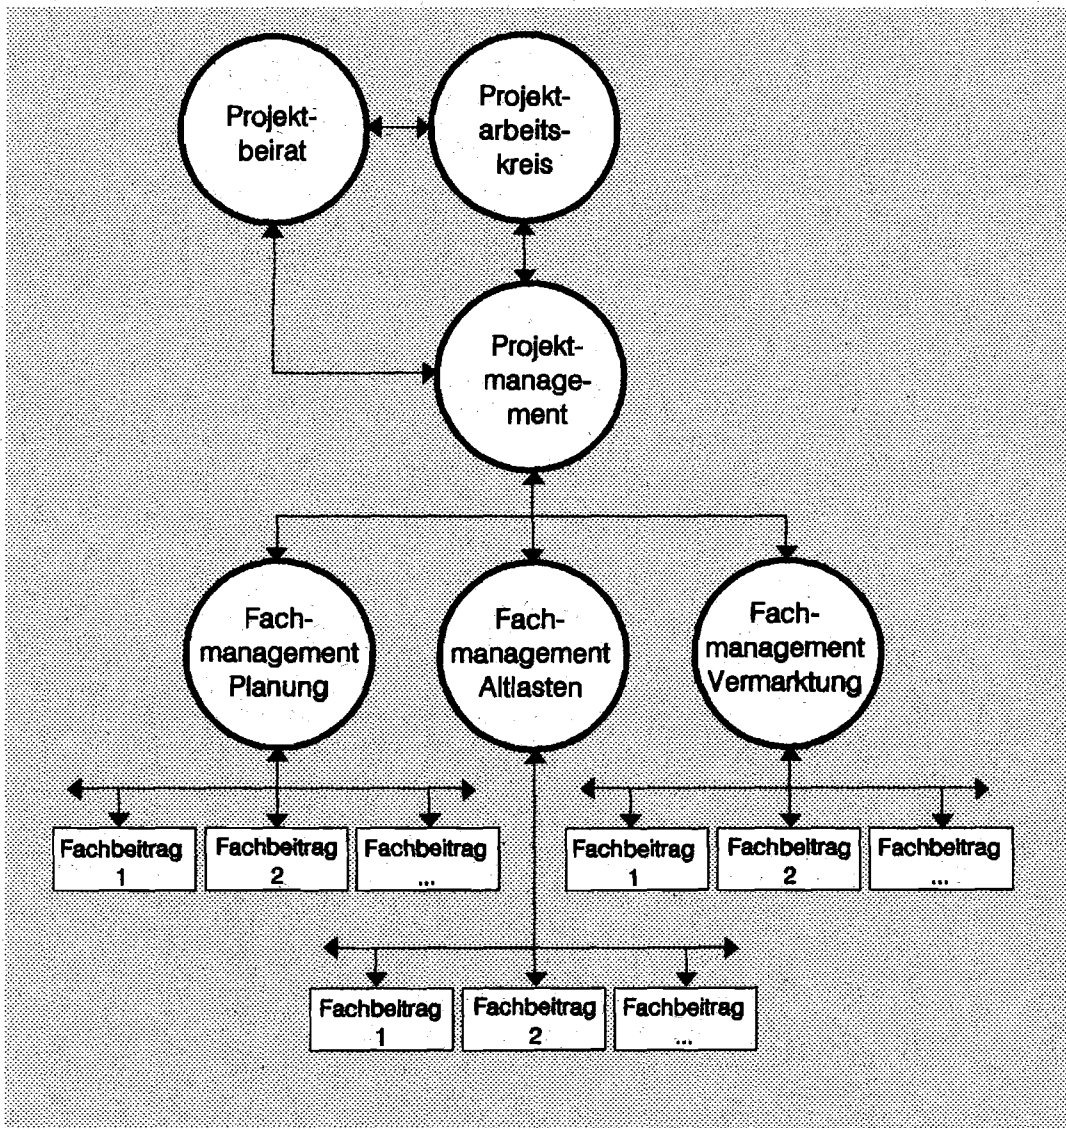 Projekt-
beirat
Projekt-
arbeits-
kreis
Projekt-
manage-
ment
Fach-
management
Planung
Fach-
management
Altlasten
Fach-
management
Vermarktung
Fachbeitrag
1
Fachbeitrag
2
Fachbeitrag
...
Fachbeitrag
1
Fachbeitrag
2
Fachbeitrag
...
Fachbeitrag
1
Fachbeitrag
2
Fachbeitrag
...